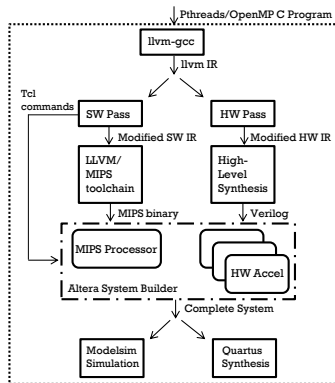 Pthreads/OpenMP C Program
llvm-gcc
llvm IR
Tcl
commands
SW Pass
HW Pass
Modified SW IR
Modified HW IR
LLVM/
MIPS
toolchain
High-
Level
Synthesis
MIPS binary
Verilog
MIPS Processor
HW Accel
Altera System Builder
Complete System
Modelsim
Simulation
Quartus
Synthesis